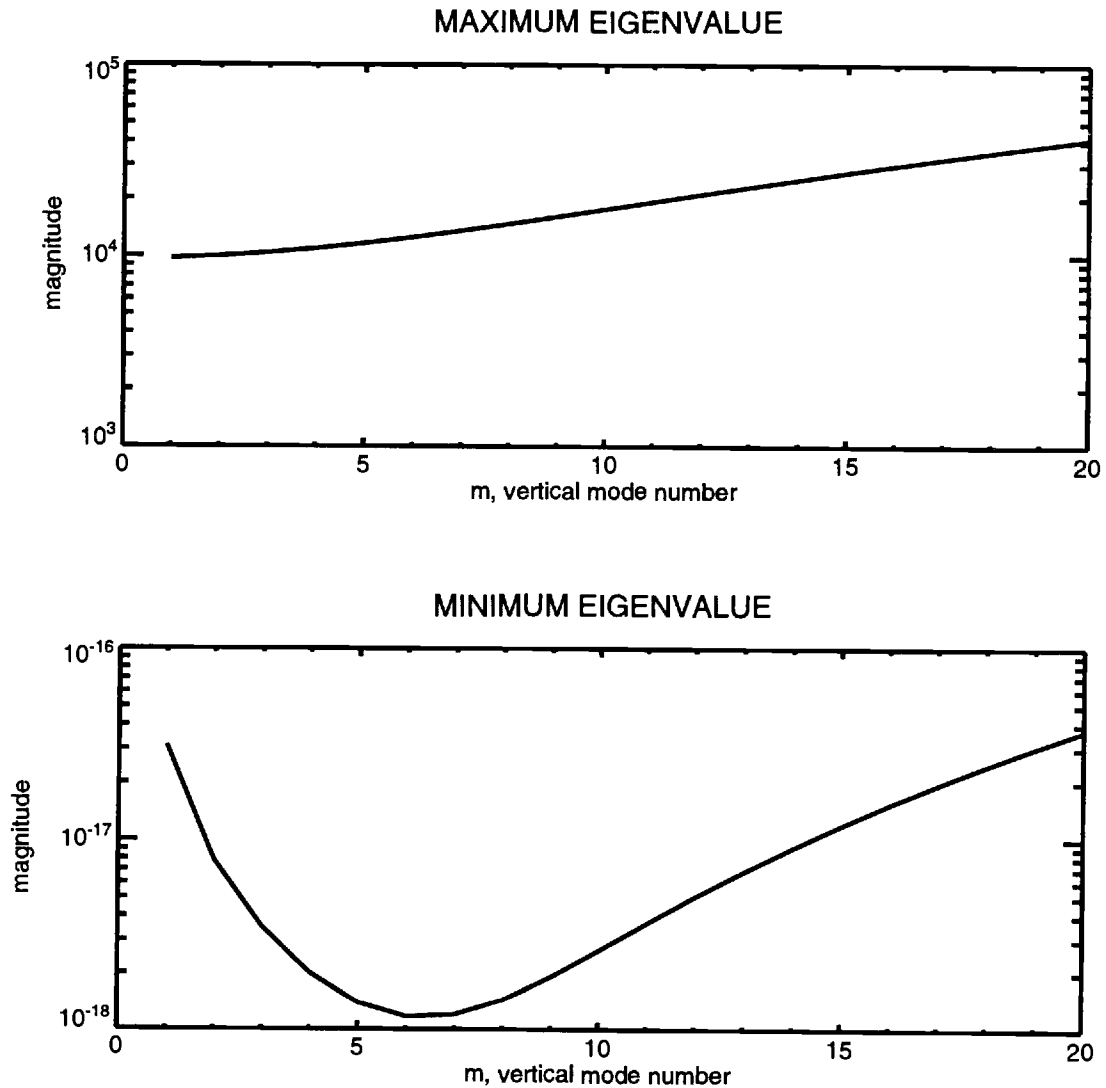 MAXIMUM EIGENVALUE
10^5
10^4
10^3
magnitude
0 5 10 15 20
m, vertical mode number
MINIMUM EIGENVALUE
10^-16
10^-17
10^-18
magnitude
0 5 10 15 20
m, vertical mode number